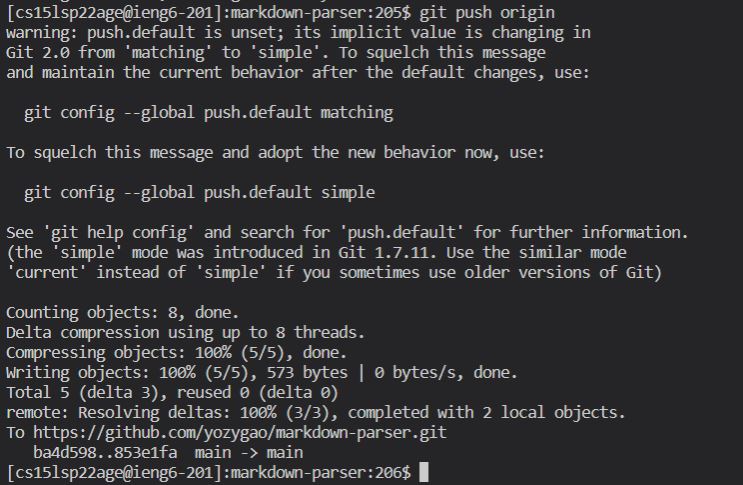 [cs15lsp22age@ieng6-201]:markdown-parser:205$ git push origin
warning: push.default is unset; its implicit value is changing in
Git 2.0 from 'matching' to 'simple'. To squelch this message
and maintain the current behavior after the default changes, use:

  git config --global push.default matching

To squelch this message and adopt the new behavior now, use:

  git config --global push.default simple

See 'git help config' and search for 'push.default' for further information.
(the 'simple' mode was introduced in Git 1.7.11. Use the similar mode
'current' instead of 'simple' if you sometimes use older versions of Git)

Counting objects: 8, done.
Delta compression using up to 8 threads.
Compressing objects: 100% (5/5), done.
Writing objects: 100% (5/5), 573 bytes | 0 bytes/s, done.
Total 5 (delta 3), reused 0 (delta 0)
remote: Resolving deltas: 100% (3/3), completed with 2 local objects.
To https://github.com/yozygao/markdown-parser.git
   ba4d598..853e1fa  main -> main
[cs15lsp22age@ieng6-201]:markdown-parser:206$